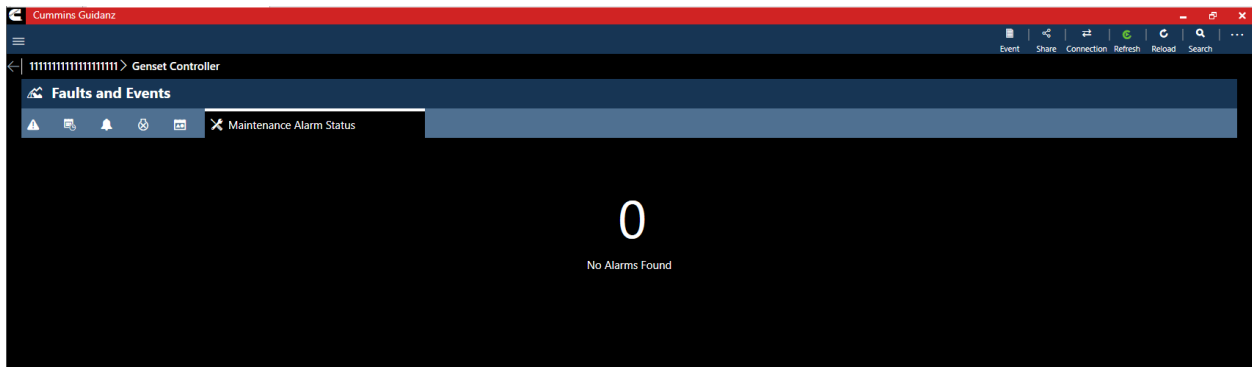 Cummins Guidanz
Event Share Connection Refresh Reload Search
11111111111111111111 > Genset Controller
Faults and Events
Maintenance Alarm Status
0
No Alarms Found